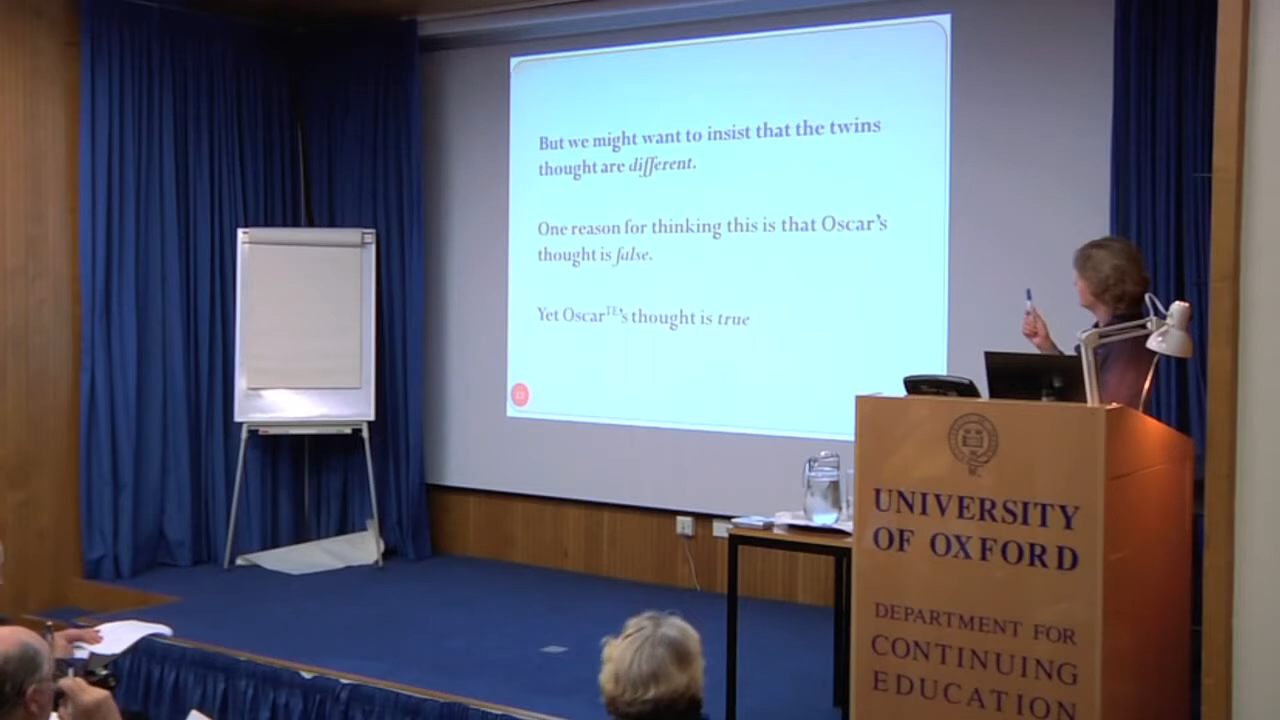 But we might want to insist that the twins
thought are different.
One reason for thinking this is that Oscar's
thought is false.
Yet Oscar^TE's thought is true
13
UNIVERSITY
OF OXFORD
DEPARTMENT FOR
CONTINUING
EDUCATION